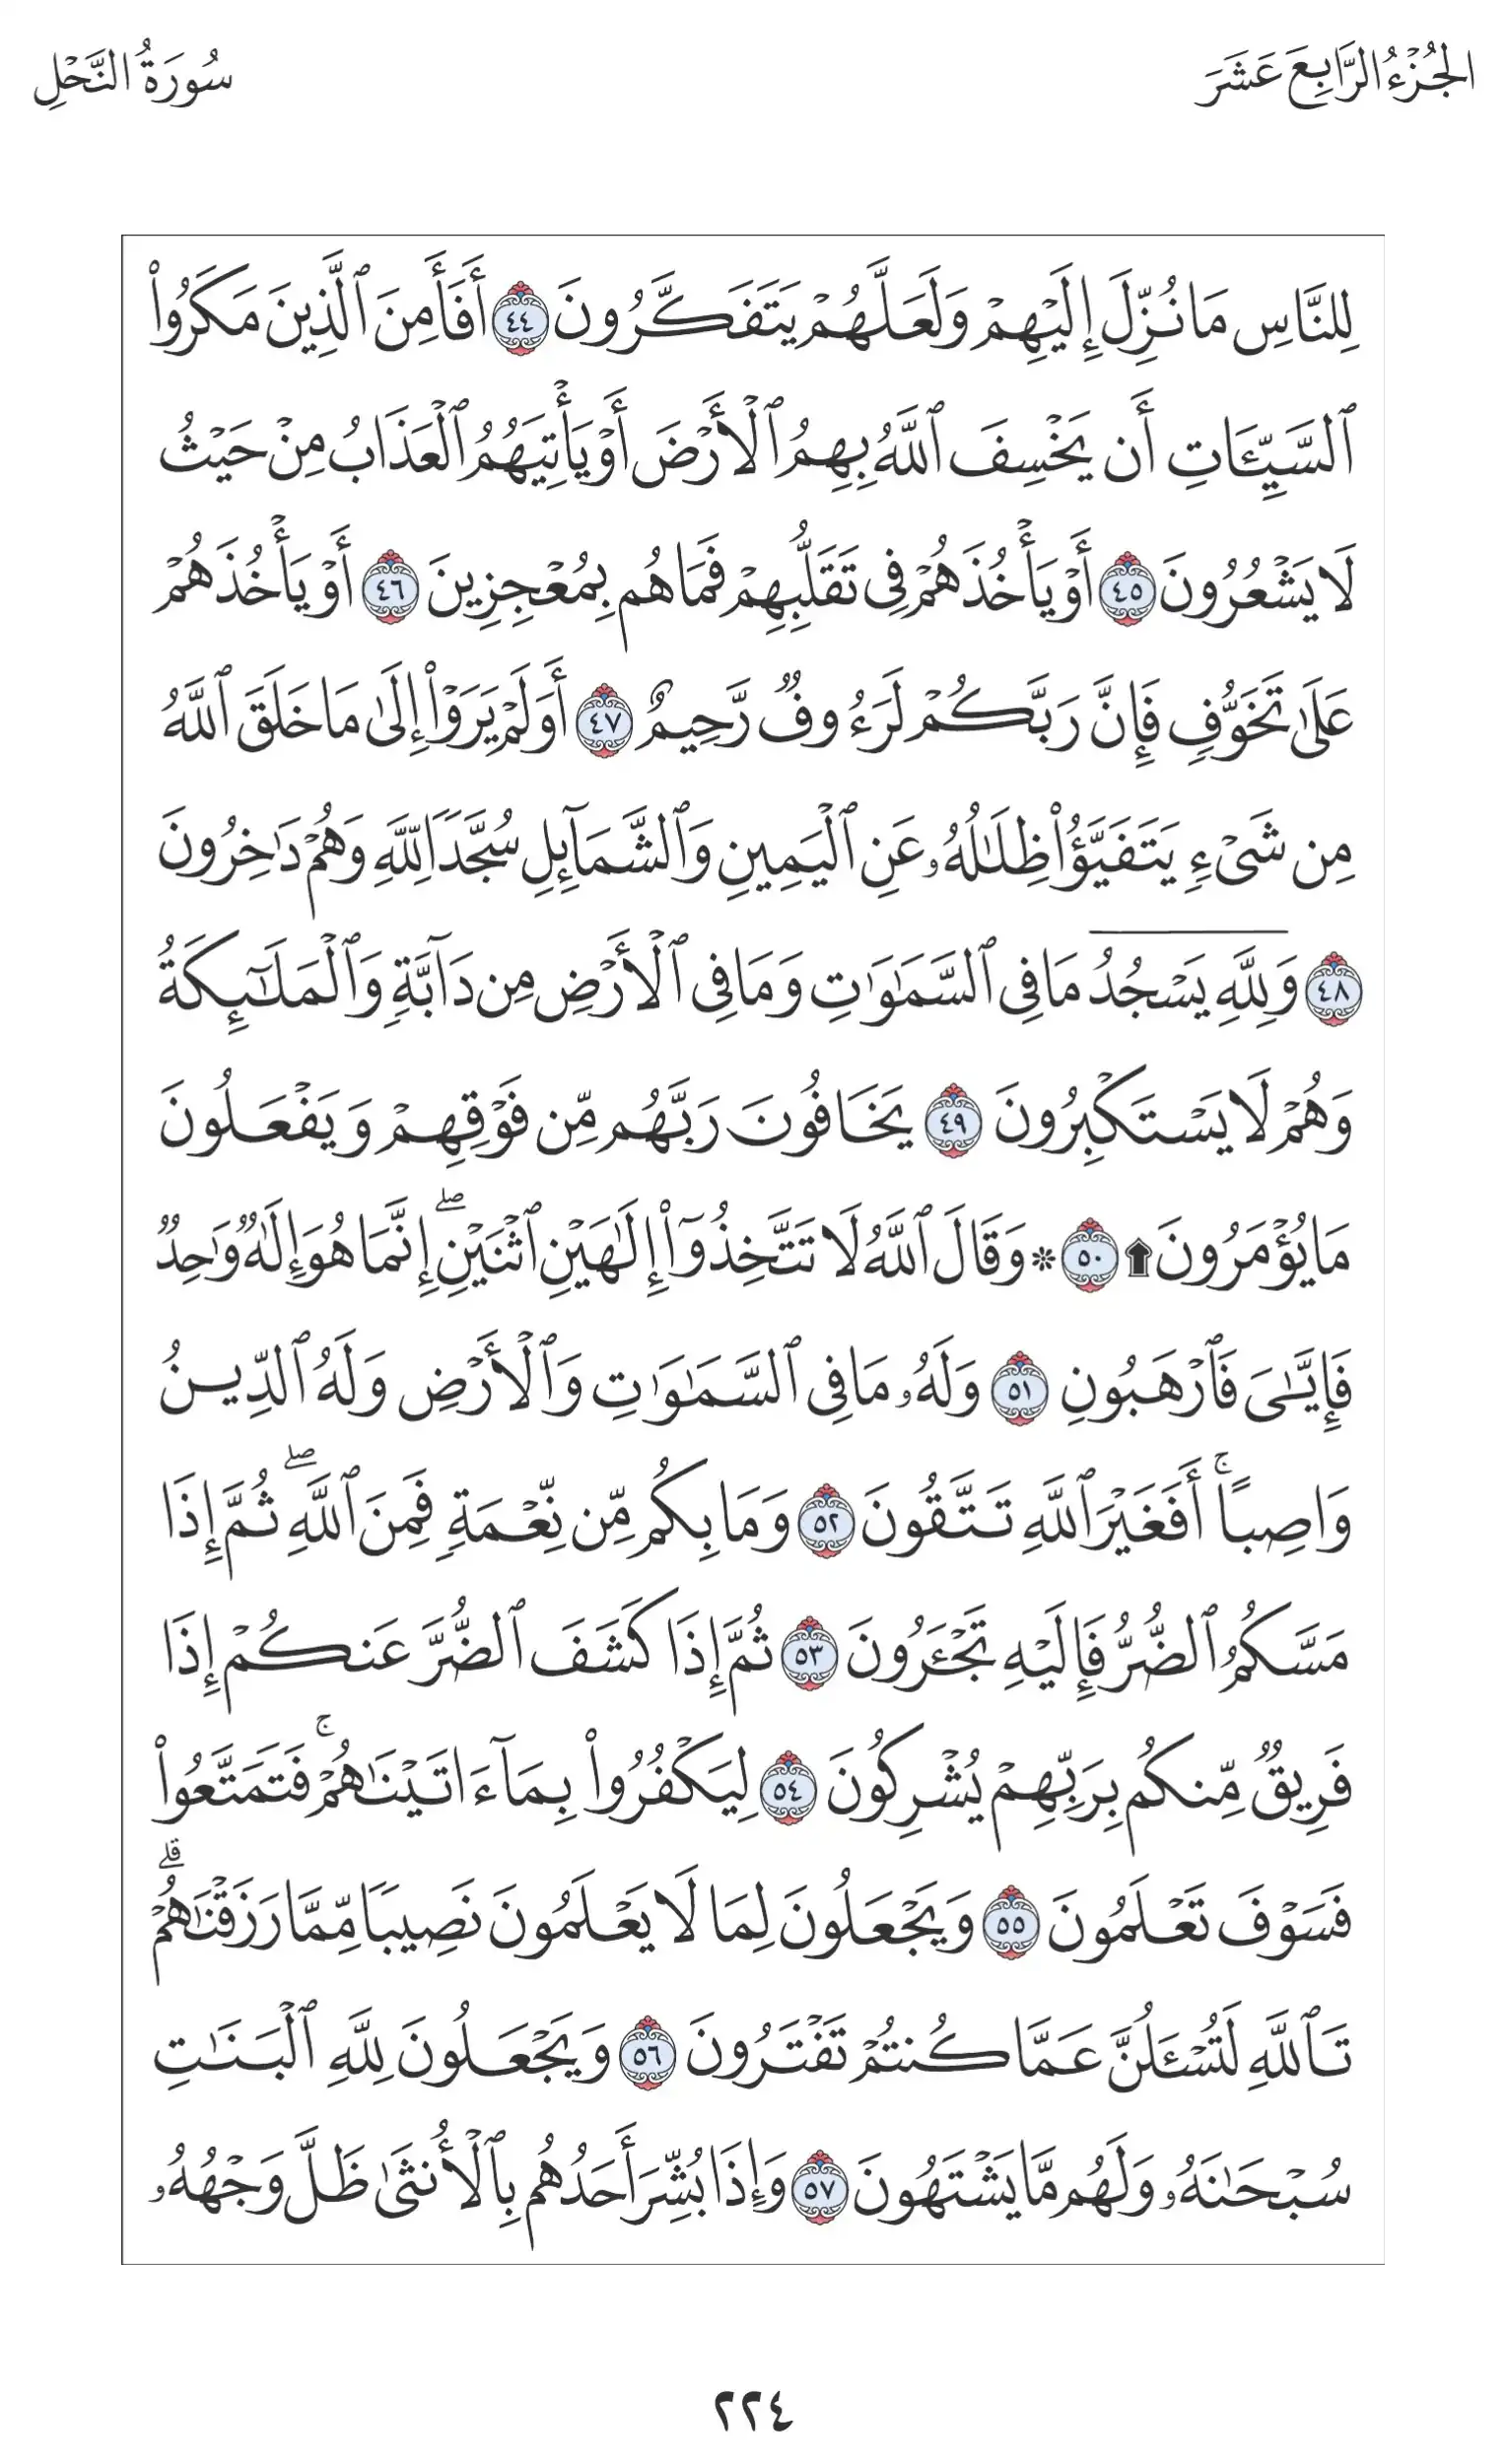 الجُزْءُ الرَّابِعَ عَشَرَ
سُورَةُ النَّحْلِ
لِلنَّاسِ مَا نُزِّلَ إِلَيْهِمْ وَلَعَلَّهُمْ يَتَفَكَّرُونَ ٤٤ أَفَأَمِنَ ٱلَّذِينَ مَكَرُوا۟
ٱلسَّيِّـَٔاتِ أَن يَخْسِفَ ٱللَّهُ بِهِمُ ٱلْأَرْضَ أَوْ يَأْتِيَهُمُ ٱلْعَذَابُ مِنْ حَيْثُ
لَا يَشْعُرُونَ ٤٥ أَوْ يَأْخُذَهُمْ فِى تَقَلُّبِهِمْ فَمَا هُم بِمُعْجِزِينَ ٤٦ أَوْ يَأْخُذَهُمْ
عَلَىٰ تَخَوُّفٍ فَإِنَّ رَبَّكُمْ لَرَءُوفٌ رَّحِيمٌ ٤٧ أَوَلَمْ يَرَوْا۟ إِلَىٰ مَا خَلَقَ ٱللَّهُ
مِن شَىْءٍ يَتَفَيَّؤُا۟ ظِلَـٰلُهُۥ عَنِ ٱلْيَمِينِ وَٱلشَّمَآئِلِ سُجَّدًا لِّلَّهِ وَهُمْ دَٰخِرُونَ
٤٨ وَلِلَّهِ يَسْجُدُ مَا فِى ٱلسَّمَـٰوَٰتِ وَمَا فِى ٱلْأَرْضِ مِن دَآبَّةٍ وَٱلْمَلَـٰٓئِكَةُ
وَهُمْ لَا يَسْتَكْبِرُونَ ٤٩ يَخَافُونَ رَبَّهُم مِّن فَوْقِهِمْ وَيَفْعَلُونَ
مَا يُؤْمَرُونَ ۩ ٥٠ * وَقَالَ ٱللَّهُ لَا تَتَّخِذُوٓا۟ إِلَـٰهَيْنِ ٱثْنَيْنِ ۖ إِنَّمَا هُوَ إِلَـٰهٌ وَٰحِدٌ
فَإِيَّـٰىَ فَٱرْهَبُونِ ٥١ وَلَهُۥ مَا فِى ٱلسَّمَـٰوَٰتِ وَٱلْأَرْضِ وَلَهُ ٱلدِّينُ
وَاصِبًا ۚ أَفَغَيْرَ ٱللَّهِ تَتَّقُونَ ٥٢ وَمَا بِكُم مِّن نِّعْمَةٍ فَمِنَ ٱللَّهِ ۖ ثُمَّ إِذَا
مَسَّكُمُ ٱلضُّرُّ فَإِلَيْهِ تَجْـَٔرُونَ ٥٣ ثُمَّ إِذَا كَشَفَ ٱلضُّرَّ عَنكُمْ إِذَا
فَرِيقٌ مِّنكُم بِرَبِّهِمْ يُشْرِكُونَ ٥٤ لِيَكْفُرُوا۟ بِمَآ ءَاتَيْنَـٰهُمْ ۚ فَتَمَتَّعُوا۟
فَسَوْفَ تَعْلَمُونَ ٥٥ وَيَجْعَلُونَ لِمَا لَا يَعْلَمُونَ نَصِيبًا مِّمَّا رَزَقْنَـٰهُمْ ۗ
تَٱللَّهِ لَتُسْـَٔلُنَّ عَمَّا كُنتُمْ تَفْتَرُونَ ٥٦ وَيَجْعَلُونَ لِلَّهِ ٱلْبَنَـٰتِ
سُبْحَـٰنَهُۥ وَلَهُم مَّا يَشْتَهُونَ ٥٧ وَإِذَا بُشِّرَ أَحَدُهُم بِٱلْأُنثَىٰ ظَلَّ وَجْهُهُۥ
٢٢٤